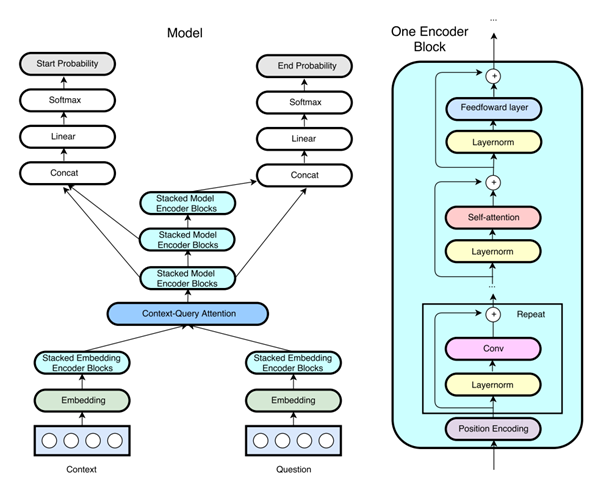 Model
Start Probability
Softmax
Linear
Concat
End Probability
Softmax
Linear
Concat
Stacked Model
Encoder Blocks
Stacked Model
Encoder Blocks
Stacked Model
Encoder Blocks
Context-Query Attention
Stacked Embedding
Encoder Blocks
Stacked Embedding
Encoder Blocks
Embedding
Embedding
Context
Question
One Encoder
Block
...
+
Feedfoward layer
Layernorm
+
Self-attention
Layernorm
...
+
Repeat
Conv
Layernorm
Position Encoding